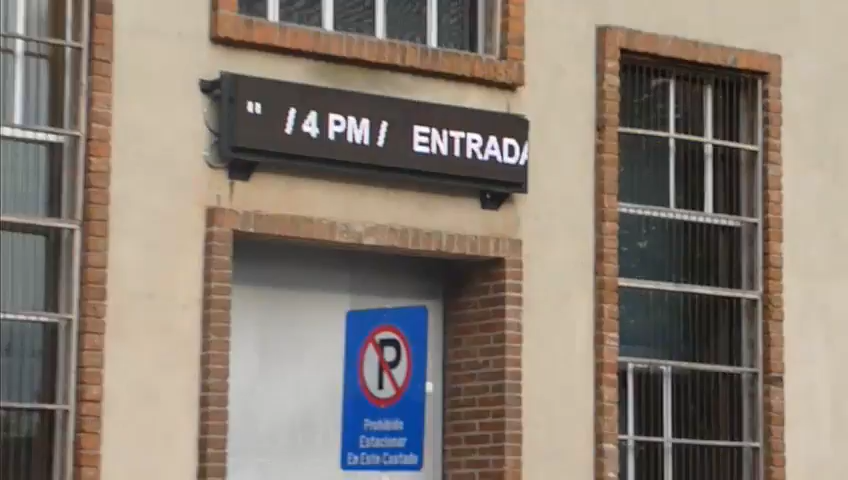 " / 4 PM / ENTRADA
P
Prohibido
Estacionar
En Este Costado